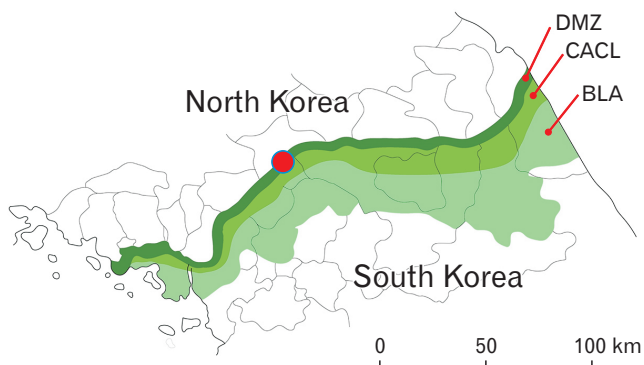 DMZ
CACL
BLA
North Korea
South Korea
0 50 100 km